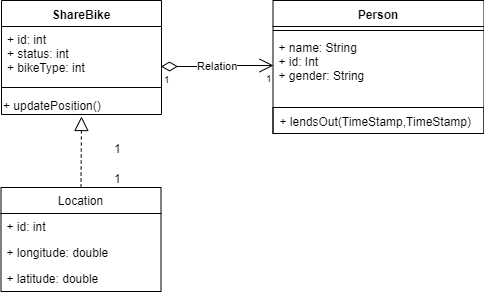 ShareBike
+ id: int
+ status: int
+ bikeType: int
+ updatePosition()
Relation
1
1
Person
+ name: String
+ id: Int
+ gender: String
+ lendsOut(TimeStamp,TimeStamp)
1
1
Location
+ id: int
+ longitude: double
+ latitude: double